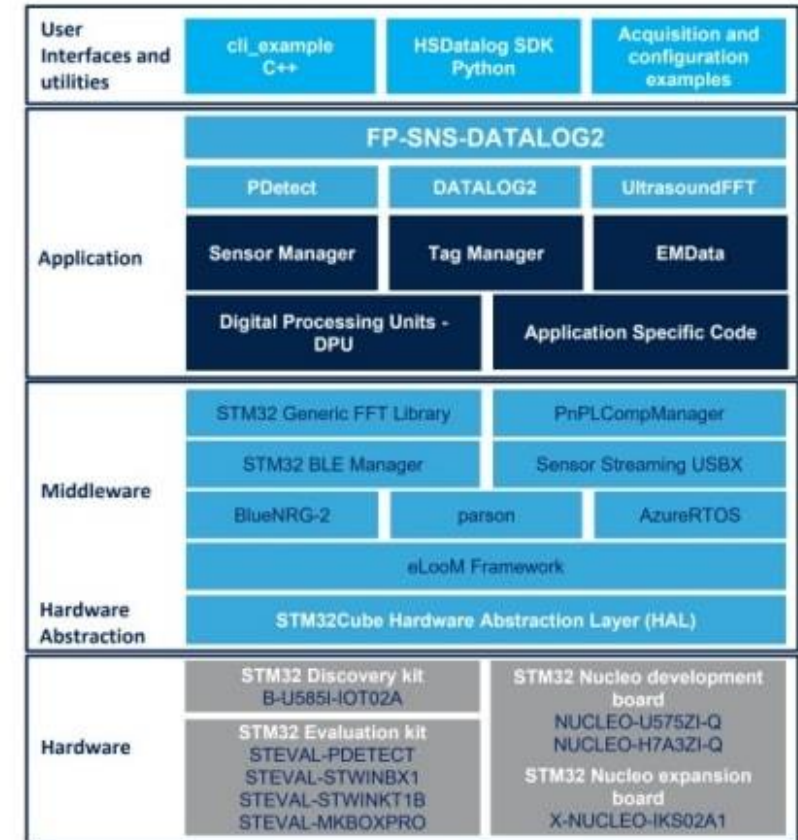 User
Interfaces and
utilities
cli_example
C++
HSDatalog SDK
Python
Acquisition and
configuration
examples
Application
FP-SNS-DATALOG2
PDetect
DATALOG2
UltrasoundFFT
Sensor Manager
Tag Manager
EMData
Digital Processing Units -
DPU
Application Specific Code
Middleware
STM32 Generic FFT Library
PnPLCompManager
STM32 BLE Manager
Sensor Streaming USBX
BlueNRG-2
parson
AzureRTOS
eLooM Framework
Hardware
Abstraction
STM32Cube Hardware Abstraction Layer (HAL)
Hardware
STM32 Discovery kit
B-U585I-IOT02A
STM32 Evaluation kit
STEVAL-PDETECT
STEVAL-STWINBX1
STEVAL-STWINKT1B
STEVAL-MKBOXPRO
STM32 Nucleo development
board
NUCLEO-U575ZI-Q
NUCLEO-H7A3ZI-Q
STM32 Nucleo expansion
board
X-NUCLEO-IKS02A1